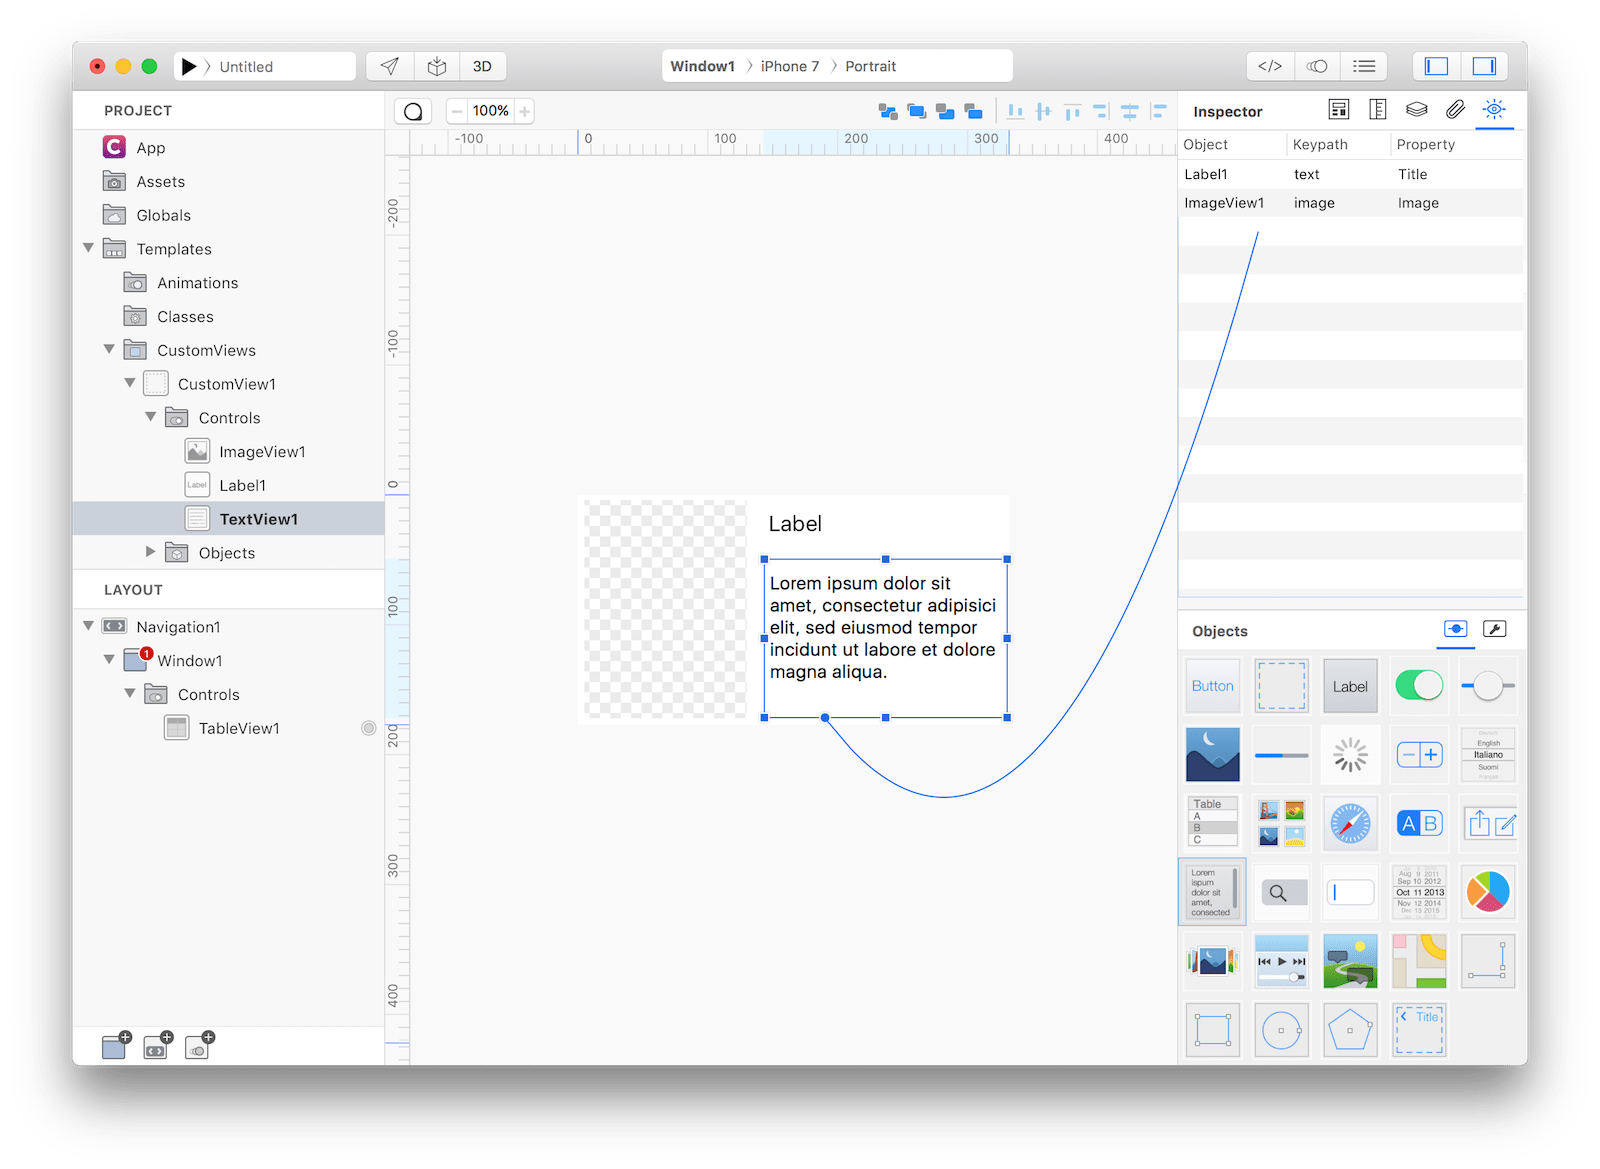 Untitled
3D
Window1 > iPhone 7 > Portrait
</>
PROJECT
App
Assets
Globals
Templates
Animations
Classes
CustomViews
CustomView1
Controls
ImageView1
Label
Label1
TextView1
Objects
LAYOUT
Navigation1
1
Window1
Controls
TableView1
100%
-100 0 100 200 300 400
-200
-100
0
100
200
300
400
Label
Lorem ipsum dolor sit
amet, consectetur adipisici
elit, sed eiusmod tempor
incidunt ut labore et dolore
magna aliqua.
Inspector
Object Keypath Property
Label1 text Title
ImageView1 image Image
Objects
Button
Label
English
Italiano
Suomi
Table
A
B
C
A B
Lorem
ispum
dolor sit
amet,
consected
Aug 9 2011
Sep 10 2012
Oct 11 2013
Nov 12 2014
Dec 13 2015
Title